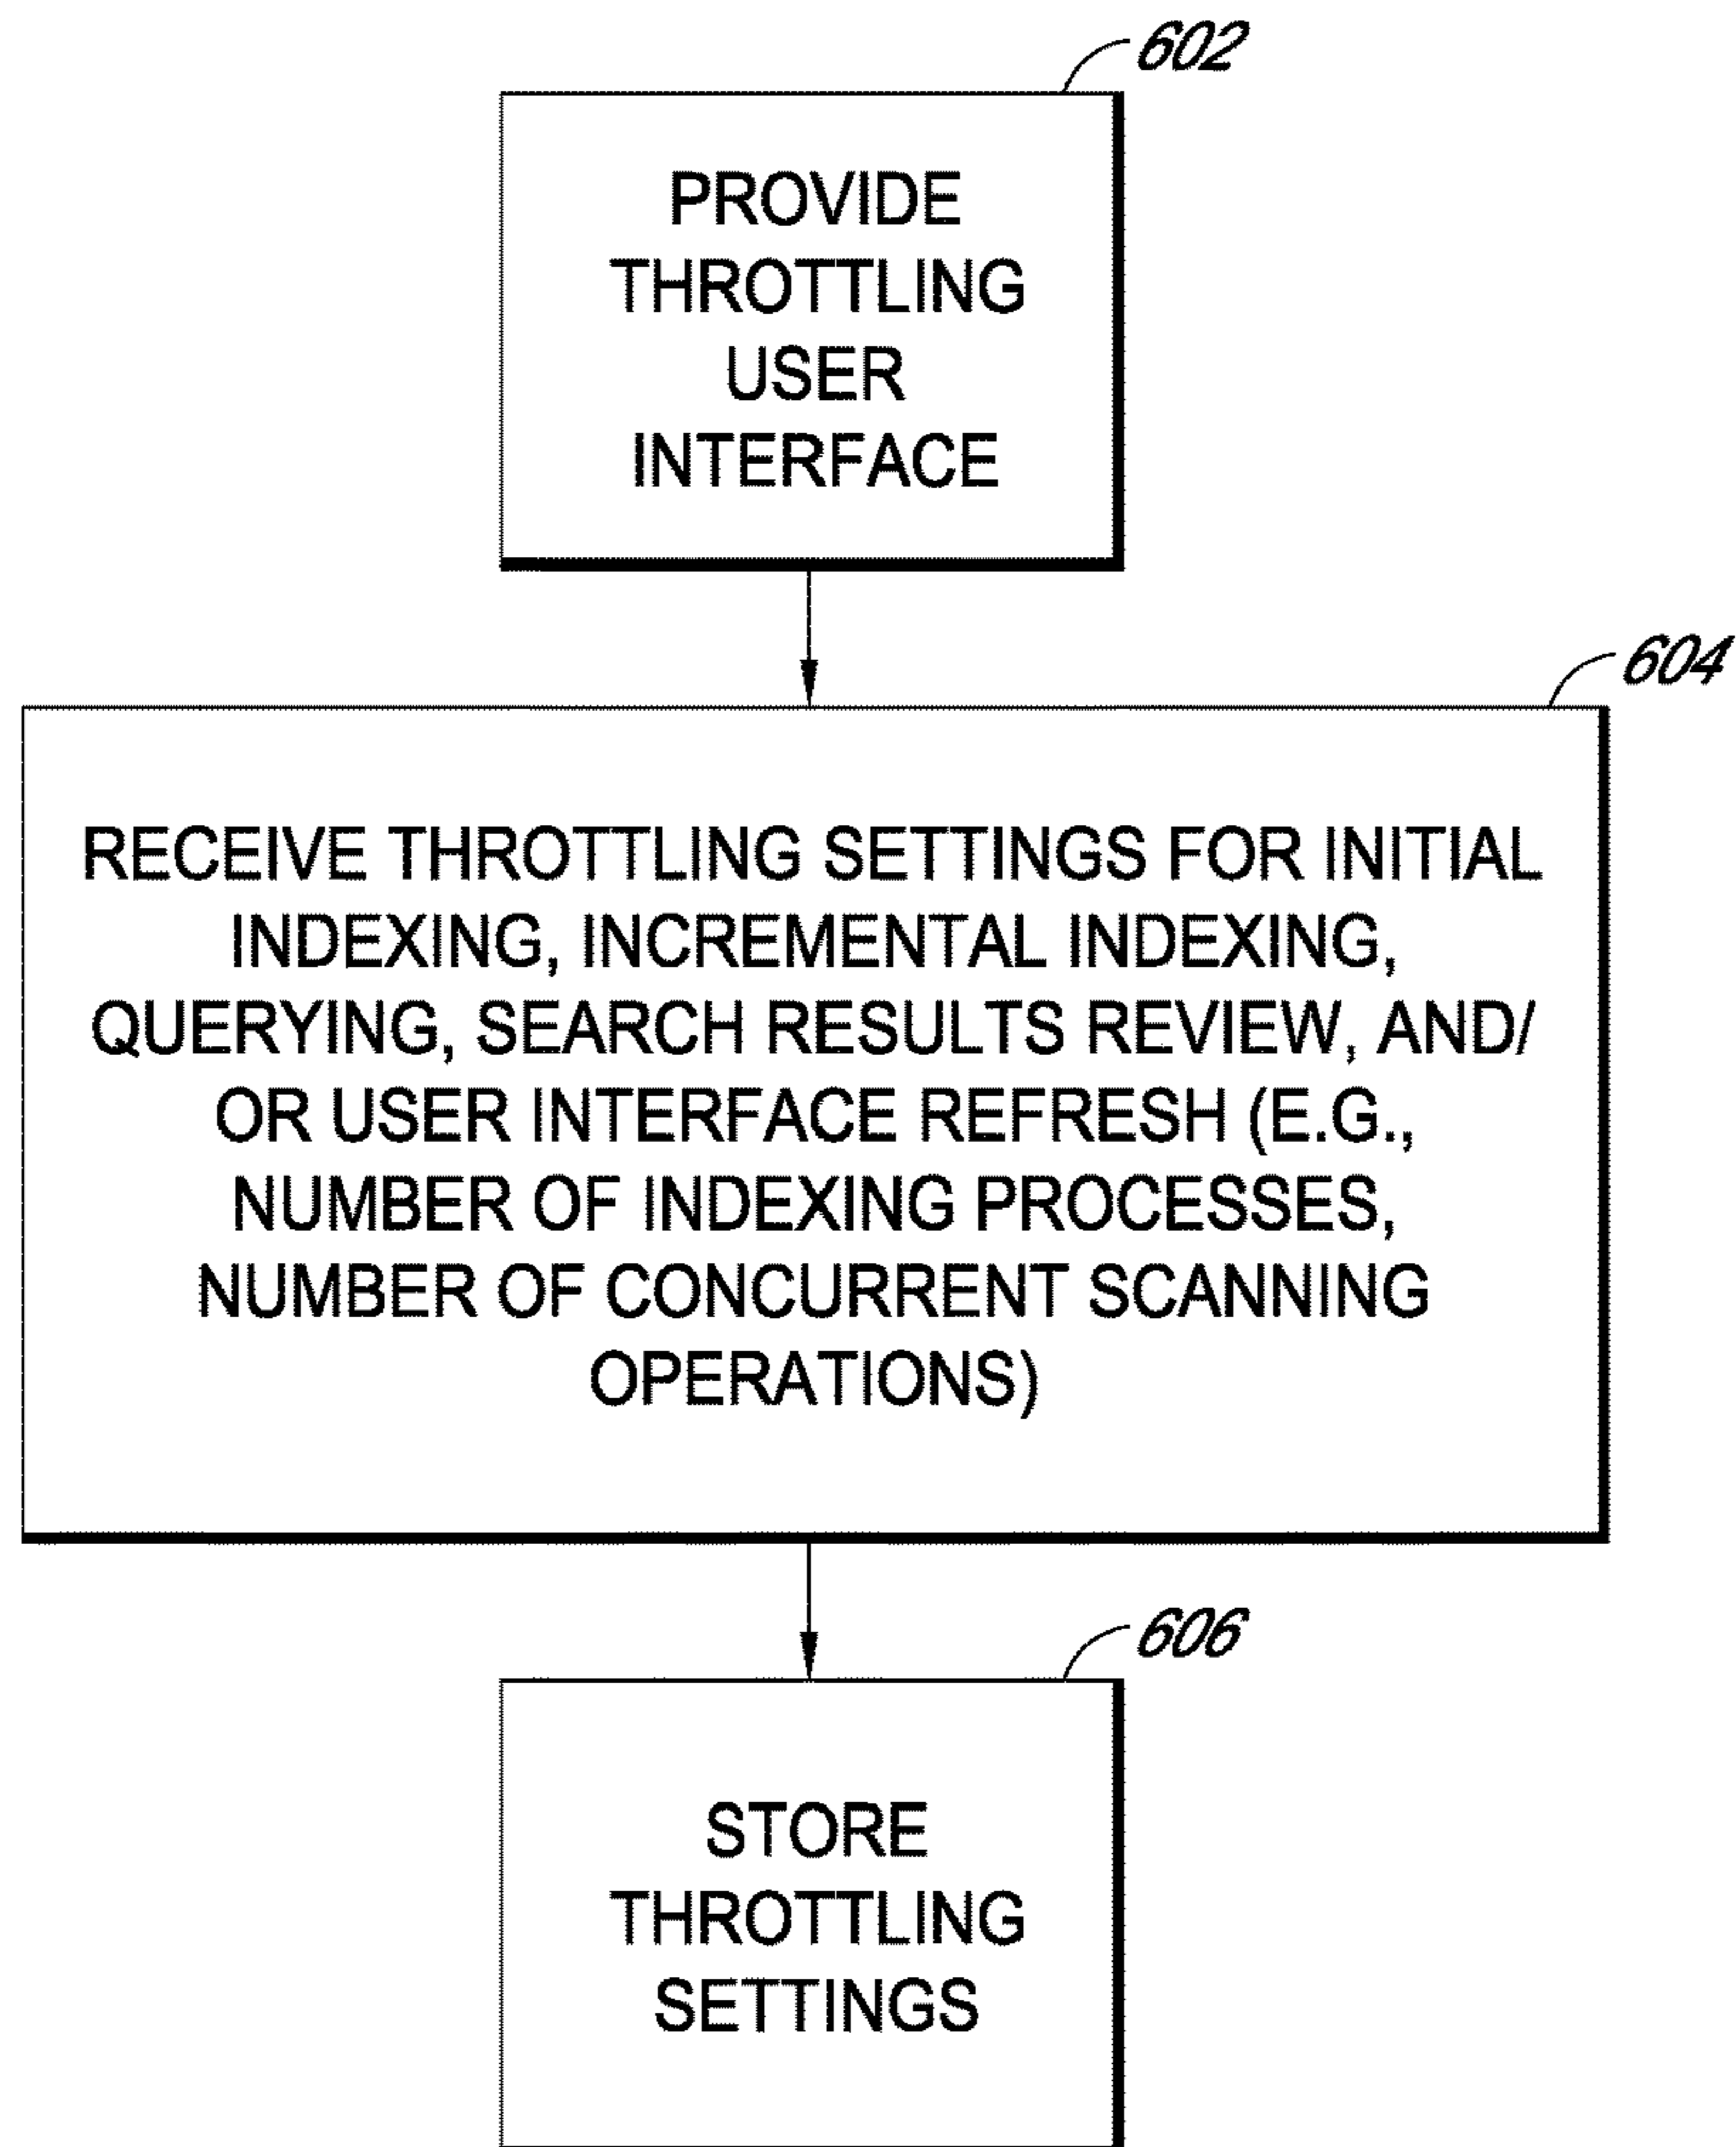 602
PROVIDE
THROTTLING
USER
INTERFACE
604
RECEIVE THROTTLING SETTINGS FOR INITIAL
INDEXING, INCREMENTAL INDEXING,
QUERYING, SEARCH RESULTS REVIEW, AND/
OR USER INTERFACE REFRESH (E.G.,
NUMBER OF INDEXING PROCESSES,
NUMBER OF CONCURRENT SCANNING
OPERATIONS)
606
STORE
THROTTLING
SETTINGS